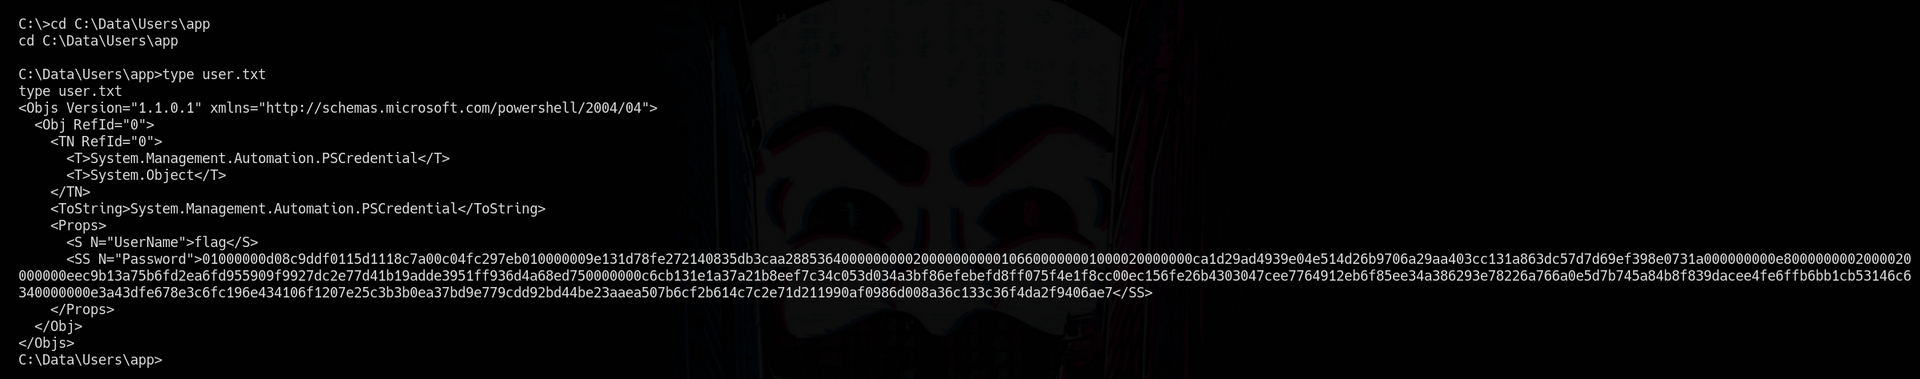 C:\>cd C:\Data\Users\app
cd C:\Data\Users\app
C:\Data\Users\app>type user.txt
type user.txt
<Objs Version="1.1.0.1" xmlns="http://schemas.microsoft.com/powershell/2004/04">
  <Obj RefId="0">
    <TN RefId="0">
      <T>System.Management.Automation.PSCredential</T>
      <T>System.Object</T>
    </TN>
    <ToString>System.Management.Automation.PSCredential</ToString>
    <Props>
      <S N="UserName">flag</S>
      <SS N="Password">01000000d08c9ddf0115d1118c7a00c04fc297eb010000009e131d78fe272140835db3caa288536400000000020000000000106600000001000020000000ca1d29ad4939e04e514d26b9706a29aa403cc131a863dc57d7d69ef398e0731a000000000e8000000002000020
000000eec9b13a75b6fd2ea6fd955909f9927dc2e77d41b19adde3951ff936d4a68ed750000000c6cb131e1a37a21b8eef7c34c053d034a3bf86efebefd8ff075f4e1f8cc00ec156fe26b4303047cee7764912eb6f85ee34a386293e78226a766a0e5d7b745a84b8f839dacee4fe6ffb6bb1cb53146c6
340000000e3a43dfe678e3c6fc196e434106f1207e25c3b3b0ea37bd9e779cdd92bd44be23aaea507b6cf2b614c7c2e71d211990af0986d008a36c133c36f4da2f9406ae7</SS>
    </Props>
  </Obj>
</Objs>
C:\Data\Users\app>